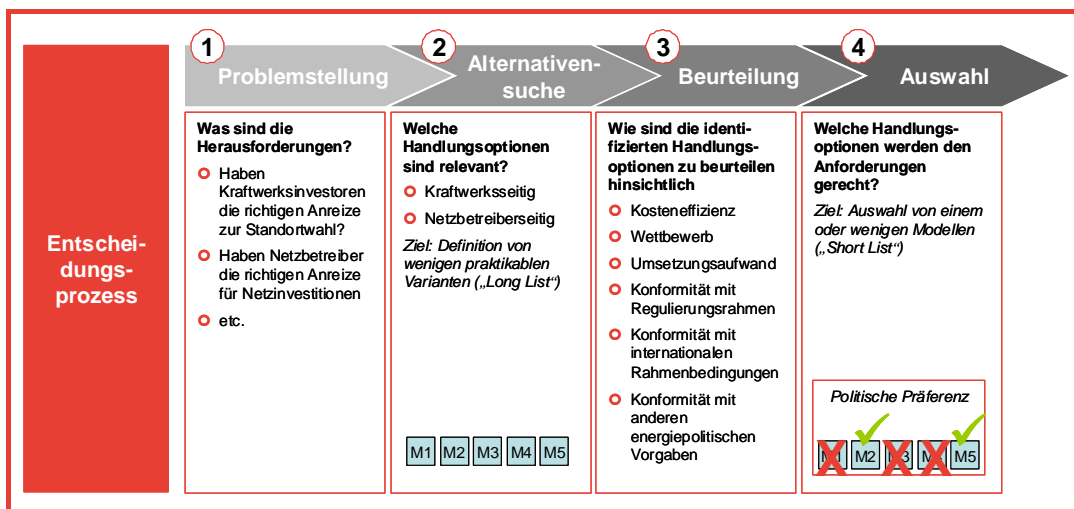 Entschei-
dungs-
prozess
1
Problemstellung
Was sind die
Herausforderungen?
Haben
Kraftwerksinvestoren
die richtigen Anreize
zur Standortwahl?
Haben Netzbetreiber
die richtigen Anreize
für Netzinvestitionen
etc.
2
Alternativen-
suche
Welche
Handlungsoptionen
sind relevant?
Kraftwerksseitig
Netzbetreiberseitig
Ziel: Definition von
wenigen praktikablen
Varianten („Long List“)
M1 M2 M3 M4 M5
3
Beurteilung
Wie sind die identi-
fizierten Handlungs-
optionen zu beurteilen
hinsichtlich
Kosteneffizienz
Wettbewerb
Umsetzungsaufwand
Konformität mit
Regulierungsrahmen
Konformität mit
internationalen
Rahmenbedingungen
Konformität mit
anderen
energiepolitischen
Vorgaben
4
Auswahl
Welche Handlungs-
optionen werden den
Anforderungen
gerecht?
Ziel: Auswahl von einem
oder wenigen Modellen
(„Short List“)
Politische Präferenz
M2 M5